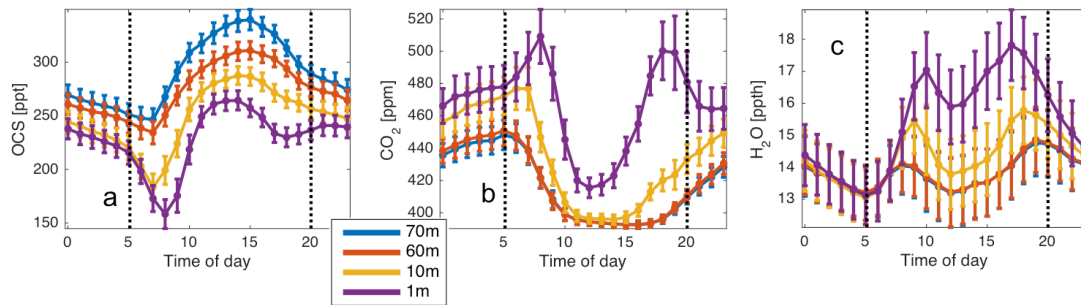 OCS [ppt]
300
250
200
150
a
0 5 10 15 20
Time of day
CO2 [ppm]
520
500
480
460
440
420
400
b
0 5 10 15 20
Time of day
H2O [ppth]
18
17
16
15
14
13
c
0 5 10 15 20
Time of day
70m
60m
10m
1m